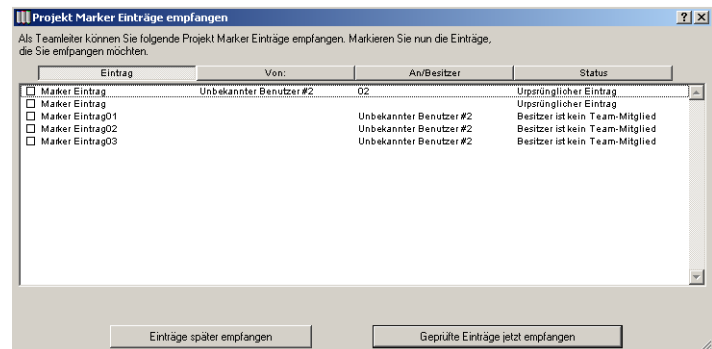 Projekt Marker Einträge empfangen
Als Teamleiter können Sie folgende Projekt Marker Einträge empfangen. Markieren Sie nun die Einträge,
die Sie emfpangen möchten.
Eintrag Von: An/Besitzer Status
Marker Eintrag Unbekannter Benutzer #2 02 Urpsrünglicher Eintrag
Marker Eintrag Urpsrünglicher Eintrag
Marker Eintrag01 Unbekannter Benutzer #2 Besitzer ist kein Team-Mitglied
Marker Eintrag02 Unbekannter Benutzer #2 Besitzer ist kein Team-Mitglied
Marker Eintrag03 Unbekannter Benutzer #2 Besitzer ist kein Team-Mitglied
Einträge später empfangen Geprüfte Einträge jetzt empfangen